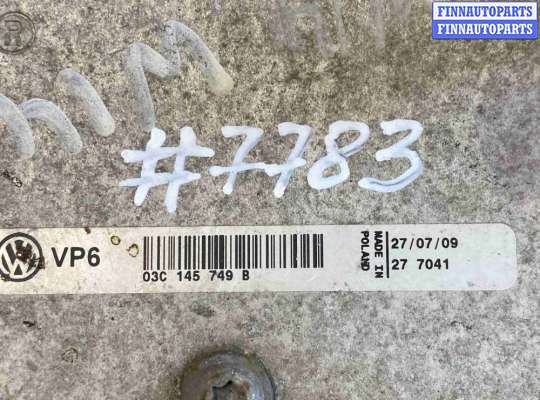 FINNAUTOPARTS
FINNAUTOPARTS
#7783
VP6
03C 145 749 B
MADE IN
POLAND
27/07/09
27 7041